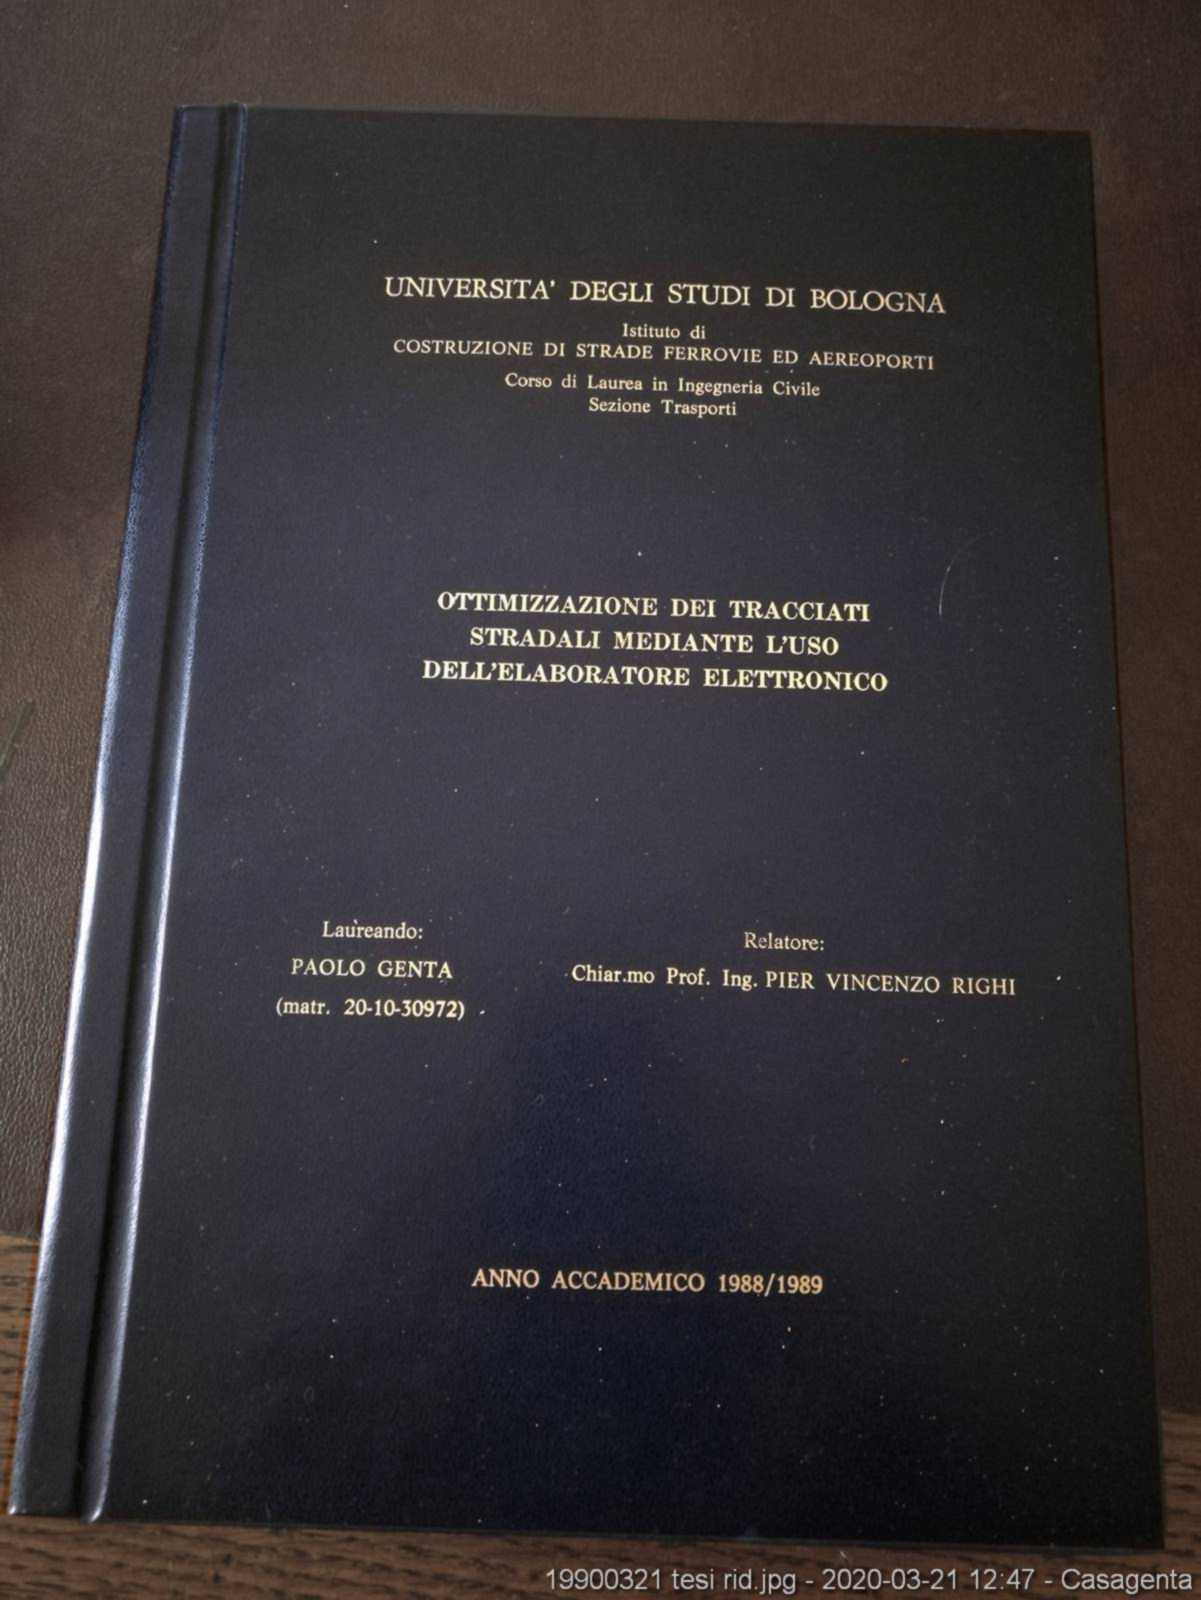 UNIVERSITA' DEGLI STUDI DI BOLOGNA
Istituto di
COSTRUZIONE DI STRADE FERROVIE ED AEREOPORTI
Corso di Laurea in Ingegneria Civile
Sezione Trasporti
OTTIMIZZAZIONE DEI TRACCIATI
STRADALI MEDIANTE L'USO
DELL'ELABORATORE ELETTRONICO
Laureando:
PAOLO GENTA
(matr. 20-10-30972)
Relatore:
Chiar.mo Prof. Ing. PIER VINCENZO RIGHI
ANNO ACCADEMICO 1988/1989
19900321 tesi rid.jpg - 2020-03-21 12:47 - Casagenta